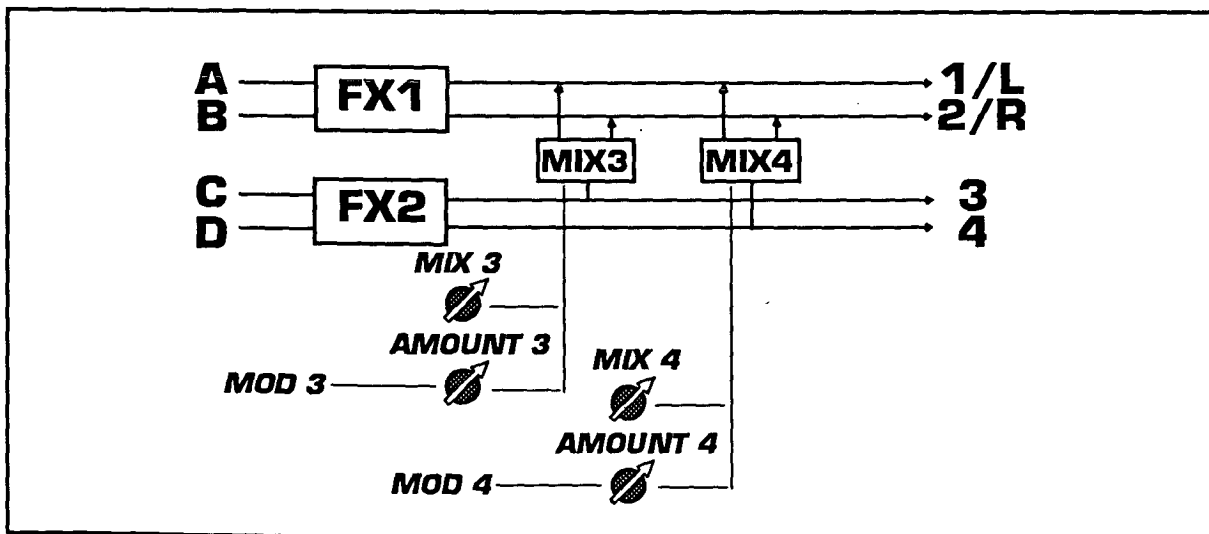 A
FX1
1/L
B
2/R
MIX3
MIX4
C
FX2
3
D
4
MIX 3
AMOUNT 3
MIX 4
MOD 3
AMOUNT 4
MOD 4